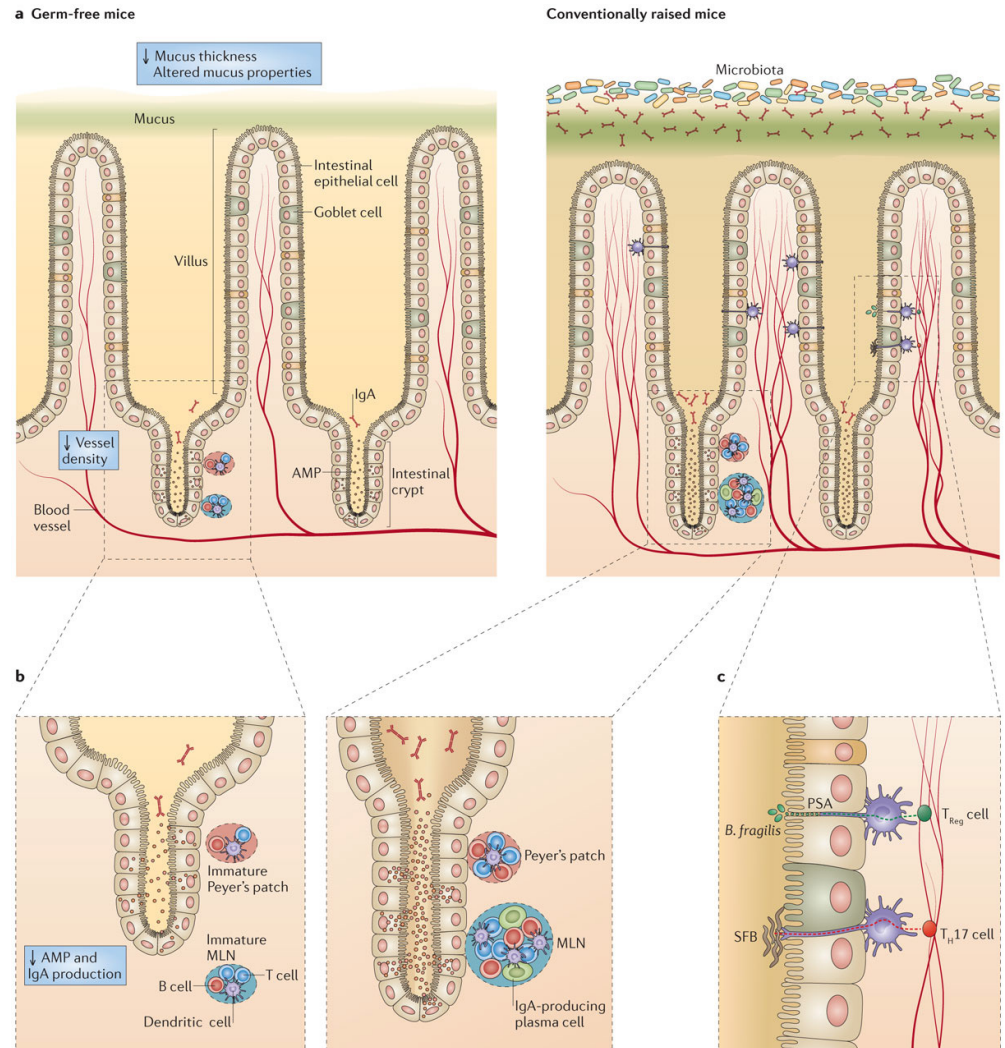 a Germ-free mice
↓ Mucus thickness
Altered mucus properties
Mucus
Intestinal
epithelial cell
Goblet cell
Villus
IgA
↓ Vessel
density
AMP
Intestinal
crypt
Blood
vessel
Conventionally raised mice
Microbiota
b
Immature
Peyer's patch
↓ AMP and
IgA production
Immature
MLN
T cell
B cell
Dendritic cell
Peyer's patch
MLN
IgA-producing
plasma cell
c
PSA
B. fragilis
TReg cell
SFB
TH17 cell